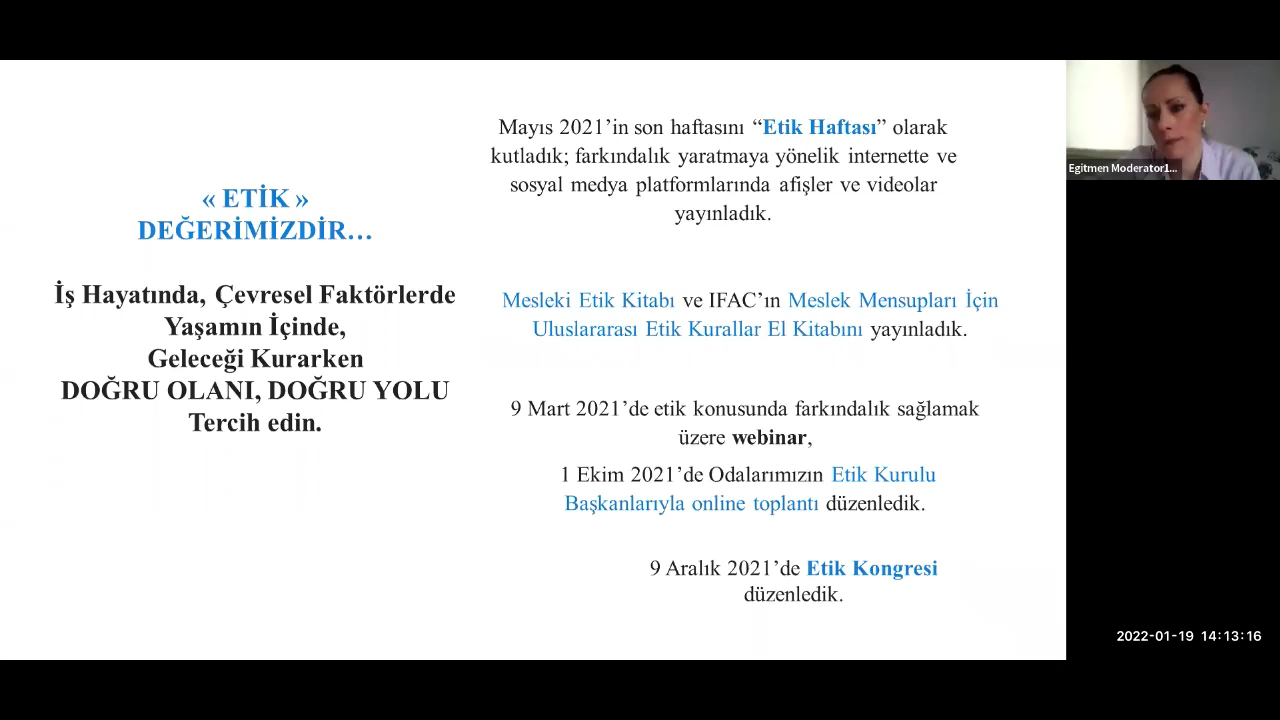 « ETİK »
DEĞERİMİZDİR…
İş Hayatında, Çevresel Faktörlerde
Yaşamın İçinde,
Geleceği Kurarken
DOĞRU OLANI, DOĞRU YOLU
Tercih edin.
Mayıs 2021’in son haftasını “Etik Haftası” olarak
kutladık; farkındalık yaratmaya yönelik internette ve
sosyal medya platformlarında afişler ve videolar
yayınladık.
Mesleki Etik Kitabı ve IFAC’ın Meslek Mensupları İçin
Uluslararası Etik Kurallar El Kitabını yayınladık.
9 Mart 2021’de etik konusunda farkındalık sağlamak
üzere webinar,
1 Ekim 2021’de Odalarımızın Etik Kurulu
Başkanlarıyla online toplantı düzenledik.
9 Aralık 2021’de Etik Kongresi
düzenledik.
Egitmen Moderator1...
2022-01-19 14:13:16